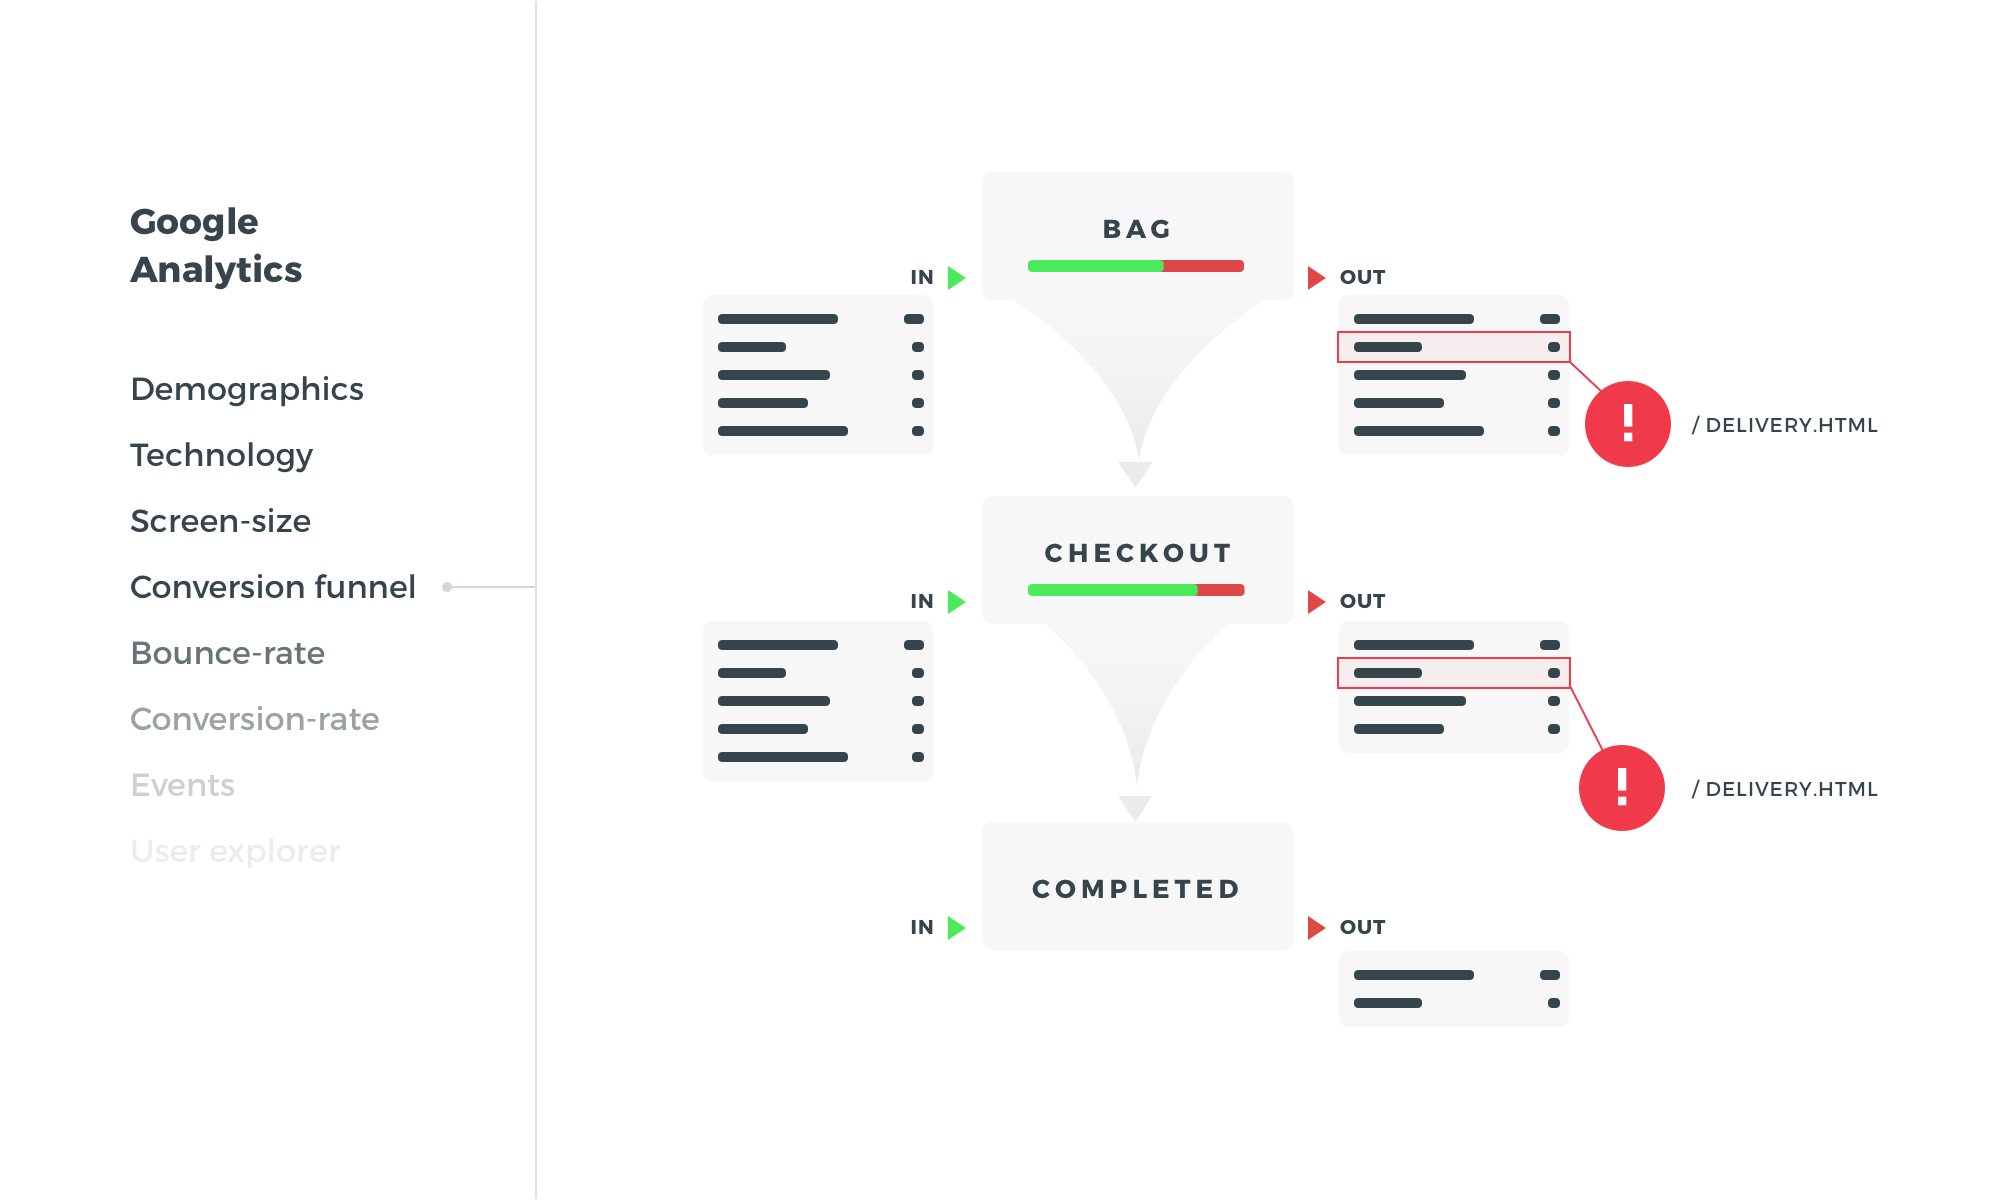 Google
Analytics
Demographics
Technology
Screen-size
Conversion funnel
Bounce-rate
Conversion-rate
Events
User explorer
BAG
IN
OUT
/ DELIVERY.HTML
CHECKOUT
IN
OUT
/ DELIVERY.HTML
COMPLETED
IN
OUT